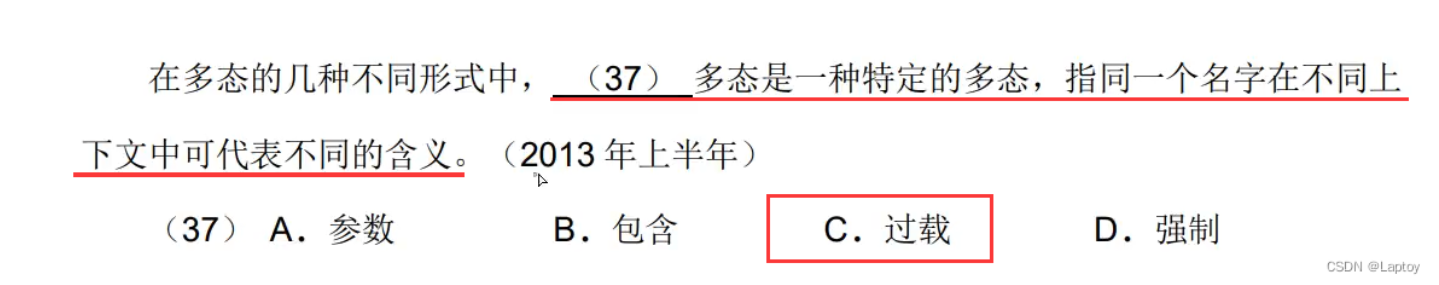 在多态的几种不同形式中，（37）多态是一种特定的多态，指同一个名字在不同上
下文中可代表不同的含义。（2013 年上半年）
（37） A．参数 B．包含 C．过载 D．强制
CSDN @Laptoy